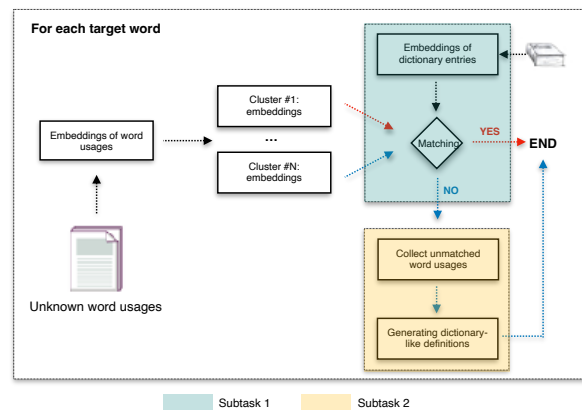 For each target word
Embeddings of
dictionary entries
Cluster #1:
embeddings
Embeddings of word
usages
...
Matching
YES
END
Cluster #N:
embeddings
NO
Collect unmatched
word usages
Unknown word usages
Generating dictionary-
like definitions
Subtask 1
Subtask 2